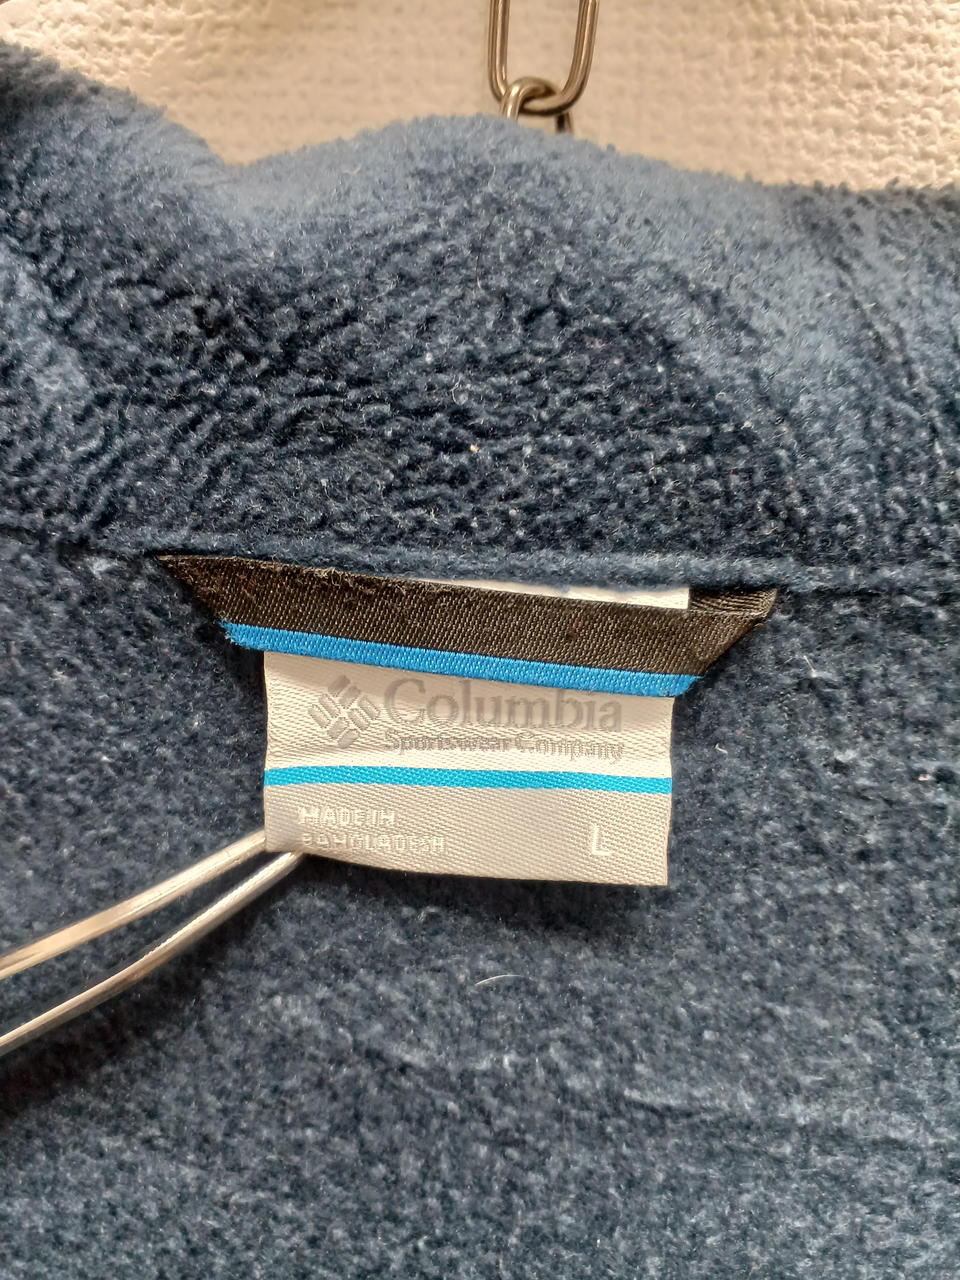 Columbia
Sportswear Company
MADE IN
BANGLADESH
L